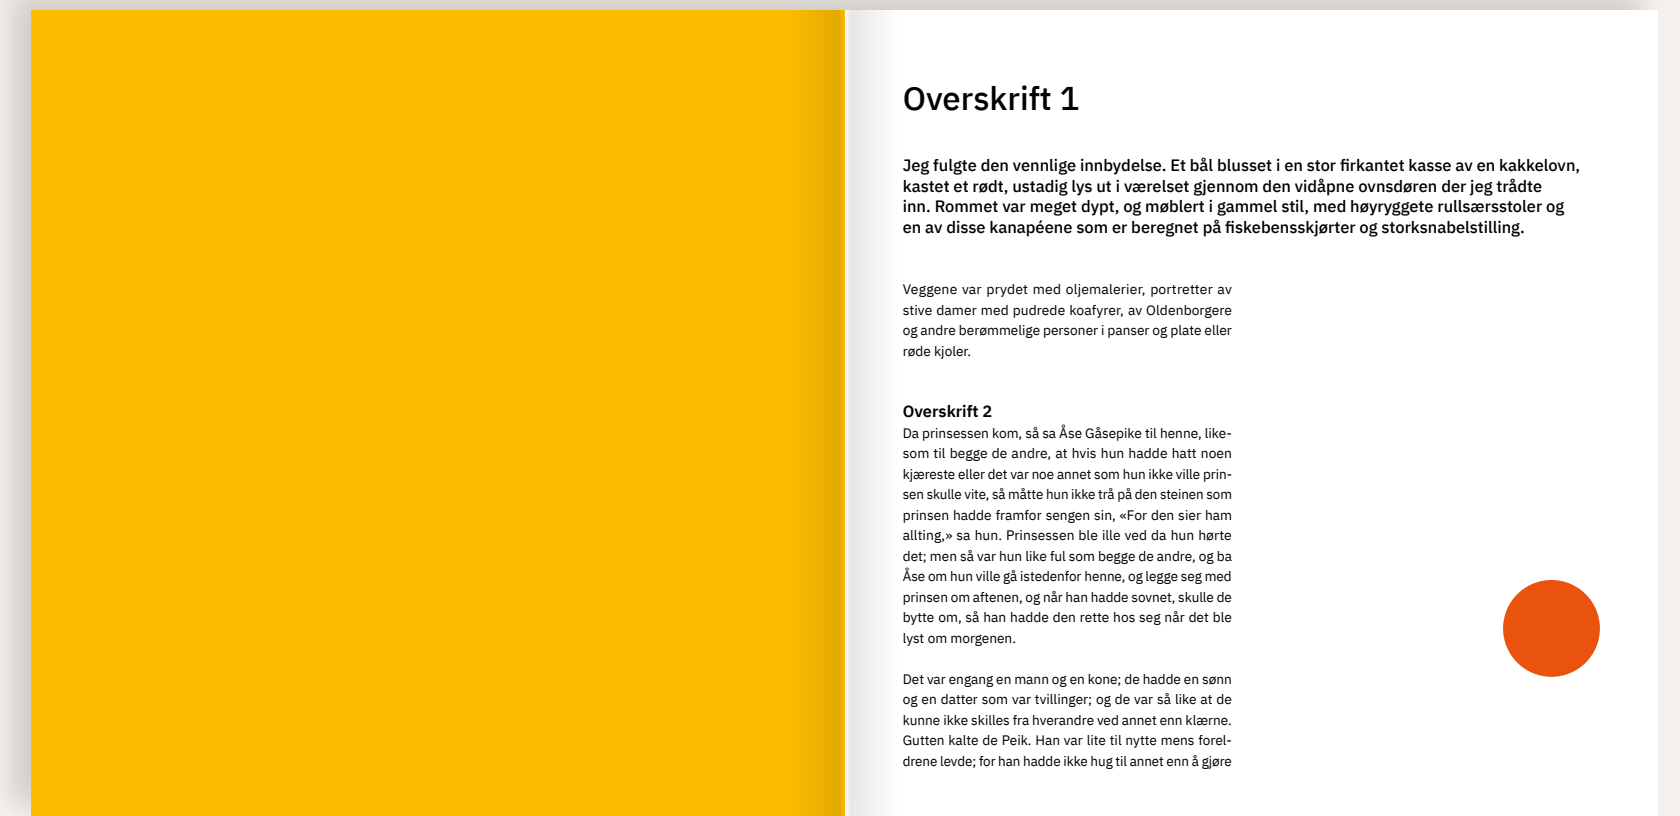 Overskrift 1
Jeg fulgte den vennlige innbydelse. Et bål blusset i en stor firkantet kasse av en kakkelovn,
kastet et rødt, ustadig lys ut i værelset gjennom den vidåpne ovnsdøren der jeg trådte
inn. Rommet var meget dypt, og møblert i gammel stil, med høyryggete rullsærsstoler og
en av disse kanapéene som er beregnet på fiskebensskjørter og storksnabelstilling.
Veggene var prydet med oljemalerier, portretter av
stive damer med pudrede koafyrer, av Oldenborgere
og andre berømmelige personer i panser og plate eller
røde kjoler.
Overskrift 2
Da prinsessen kom, så sa Åse Gåsepike til henne, like-
som til begge de andre, at hvis hun hadde hatt noen
kjæreste eller det var noe annet som hun ikke ville prin-
sen skulle vite, så måtte hun ikke trå på den steinen som
prinsen hadde framfor sengen sin, «For den sier ham
allting,» sa hun. Prinsessen ble ille ved da hun hørte
det; men så var hun like ful som begge de andre, og ba
Åse om hun ville gå istedenfor henne, og legge seg med
prinsen om aftenen, og når han hadde sovnet, skulle de
bytte om, så han hadde den rette hos seg når det ble
lyst om morgenen.
Det var engang en mann og en kone; de hadde en sønn
og en datter som var tvillinger; og de var så like at de
kunne ikke skilles fra hverandre ved annet enn klærne.
Gutten kalte de Peik. Han var lite til nytte mens forel-
drene levde; for han hadde ikke hug til annet enn å gjøre